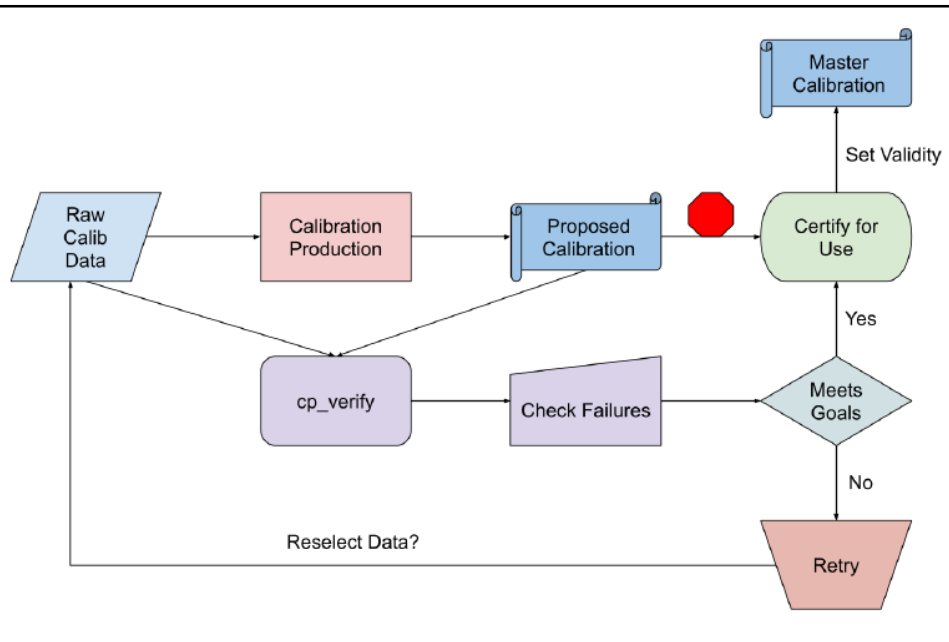 Master
Calibration
Set Validity
Raw
Calib
Data
Calibration
Production
Proposed
Calibration
Certify for
Use
Yes
cp_verify
Check Failures
Meets
Goals
No
Reselect Data?
Retry